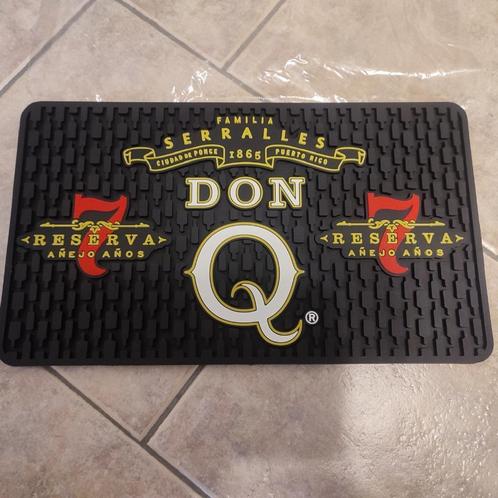 FAMILIA
SERRALLES
CIUDAD DE PONCE 1865 PUERTO RICO
DON
Q®
7
RESERVA
AÑEJO AÑOS
7
RESERVA
AÑEJO AÑOS